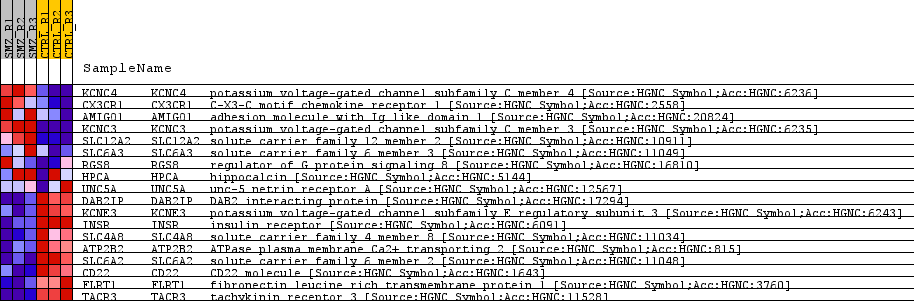 SMZ_R1
SMZ_R2
SMZ_R3
CTRL_R1
CTRL_R2
CTRL_R3
SampleName
KCNC4 KCNC4 potassium voltage-gated channel subfamily C member 4 [Source:HGNC Symbol;Acc:HGNC:6236]
CX3CR1 CX3CR1 C-X3-C motif chemokine receptor 1 [Source:HGNC Symbol;Acc:HGNC:2558]
AMIGO1 AMIGO1 adhesion molecule with Ig like domain 1 [Source:HGNC Symbol;Acc:HGNC:20824]
KCNC3 KCNC3 potassium voltage-gated channel subfamily C member 3 [Source:HGNC Symbol;Acc:HGNC:6235]
SLC12A2 SLC12A2 solute carrier family 12 member 2 [Source:HGNC Symbol;Acc:HGNC:10911]
SLC6A3 SLC6A3 solute carrier family 6 member 3 [Source:HGNC Symbol;Acc:HGNC:11049]
RGS8 RGS8 regulator of G protein signaling 8 [Source:HGNC Symbol;Acc:HGNC:16810]
HPCA HPCA hippocalcin [Source:HGNC Symbol;Acc:HGNC:5144]
UNC5A UNC5A unc-5 netrin receptor A [Source:HGNC Symbol;Acc:HGNC:12567]
DAB2IP DAB2IP DAB2 interacting protein [Source:HGNC Symbol;Acc:HGNC:17294]
KCNE3 KCNE3 potassium voltage-gated channel subfamily E regulatory subunit 3 [Source:HGNC Symbol;Acc:HGNC:6243]
INSR INSR insulin receptor [Source:HGNC Symbol;Acc:HGNC:6091]
SLC4A8 SLC4A8 solute carrier family 4 member 8 [Source:HGNC Symbol;Acc:HGNC:11034]
ATP2B2 ATP2B2 ATPase plasma membrane Ca2+ transporting 2 [Source:HGNC Symbol;Acc:HGNC:815]
SLC6A2 SLC6A2 solute carrier family 6 member 2 [Source:HGNC Symbol;Acc:HGNC:11048]
CD22 CD22 CD22 molecule [Source:HGNC Symbol;Acc:HGNC:1643]
FLRT1 FLRT1 fibronectin leucine rich transmembrane protein 1 [Source:HGNC Symbol;Acc:HGNC:3760]
TACR3 TACR3 tachykinin receptor 3 [Source:HGNC Symbol;Acc:HGNC:11528]